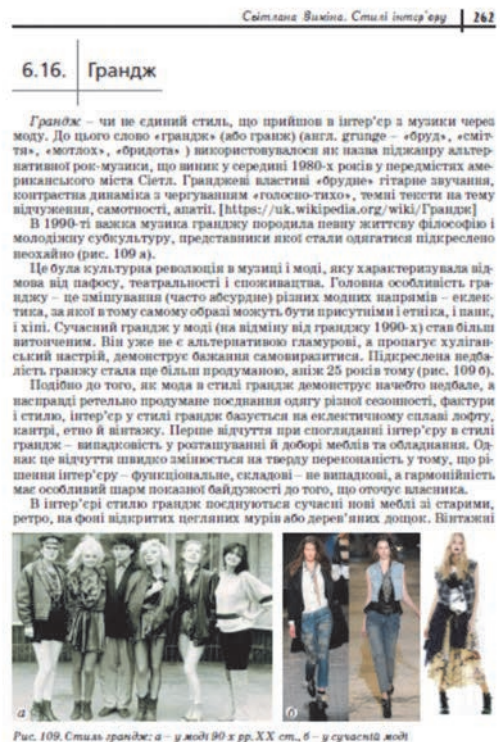 Світлана Вишина. Стилі інтер'єру 262
6.16. Грандж
Грандж – чи не єдиний стиль, що прийшов в інтер'єр з музики через
моду. До цього слово «грандж» (або гранж) (англ. grunge – «бруд», «сміт-
тя», «мотлох», «бридота» ) використовувалося як назва піджанру альтер-
нативної рок-музики, що виник у середині 1980-х років у передмістях аме-
риканського міста Сіетл. Гранджеві властиві «брудне» гітарне звучання,
контрастна динаміка з чергуванням «голосно-тихо», темні тексти на тему
відчуження, самотності, апатії. [https://uk.wikipedia.org/wiki/Грандж]
В 1990-ті важка музика гранджу породила певну життєву філософію і
молодіжну субкультуру, представники якої стали одягатися підкреслено
неохайно (рис. 109 а).
Це була культурна революція в музиці і моді, яку характеризувала від-
мова від пафосу, театральності і споживацтва. Головна особливість гран-
джу – це змішування (часто абсурдне) різних модних напрямів – еклек-
тика, за якої в тому самому образі можуть бути присутніми і етніка, і панк,
і хіпі. Сучасний грандж у моді (на відміну від гранджу 1990-х) став більш
витонченим. Він уже не є альтернативою гламурові, а пропагує хуліган-
ський настрій, демонструє бажання самовиразитися. Підкреслена недба-
лість гранджу стала ще більш продуманою, аніж 25 років тому (рис. 109 б).
Подібно до того, як мода в стилі грандж демонструє начебто недбале, а
насправді ретельно продумане поєднання одягу різної сезонності, фактури
і стилю, інтер'єр у стилі грандж базується на еклектичному сплаві лофту,
кантрі, етно й вінтажу. Перше відчуття при спогляданні інтер'єру в стилі
грандж – випадковість у розташуванні й доборі меблів та обладнання. Од-
нак це відчуття швидко змінюється на тверду переконаність у тому, що рі-
шення інтер'єру – функціональне, складові – не випадкові, а гармонійність
має особливий шарм показної байдужості до того, що оточує власника.
В інтер'єрі стилю грандж поєднуються сучасні нові меблі зі старими,
ретро, на фоні відкритих цегляних мурів або дерев'яних дощок. Вінтажні
а б
Рис. 109. Стиль грандж: а – у моді 90-х рр. ХХ ст., б – у сучасній моді